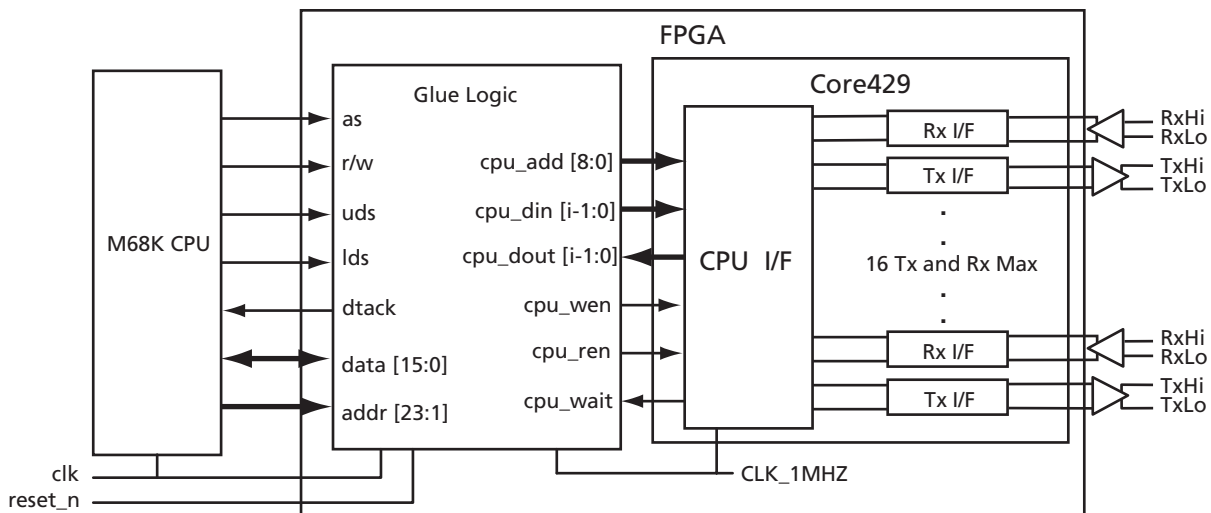 FPGA
Core429
Glue Logic
M68K CPU
as
r/w
uds
lds
dtack
data [15:0]
addr [23:1]
cpu_add [8:0]
cpu_din [i-1:0]
cpu_dout [i-1:0]
cpu_wen
cpu_ren
cpu_wait
CPU I/F
Rx I/F
Tx I/F
16 Tx and Rx Max
Rx I/F
Tx I/F
RxHi
RxLo
TxHi
TxLo
RxHi
RxLo
TxHi
TxLo
clk
reset_n
CLK_1MHZ